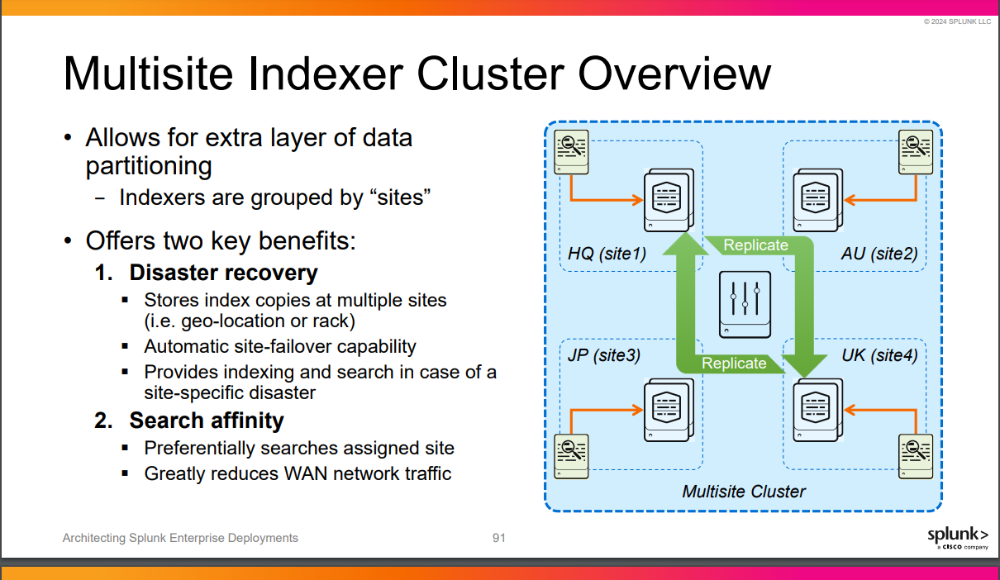 © 2024 SPLUNK LLC
Multisite Indexer Cluster Overview
• Allows for extra layer of data
partitioning
– Indexers are grouped by “sites”
• Offers two key benefits:
1. Disaster recovery
▪ Stores index copies at multiple sites
(i.e. geo-location or rack)
▪ Automatic site-failover capability
▪ Provides indexing and search in case of a
site-specific disaster
2. Search affinity
▪ Preferentially searches assigned site
▪ Greatly reduces WAN network traffic
HQ (site1)
Replicate
AU (site2)
JP (site3)
Replicate
UK (site4)
Multisite Cluster
Architecting Splunk Enterprise Deployments
91
splunk>
a CISCO company